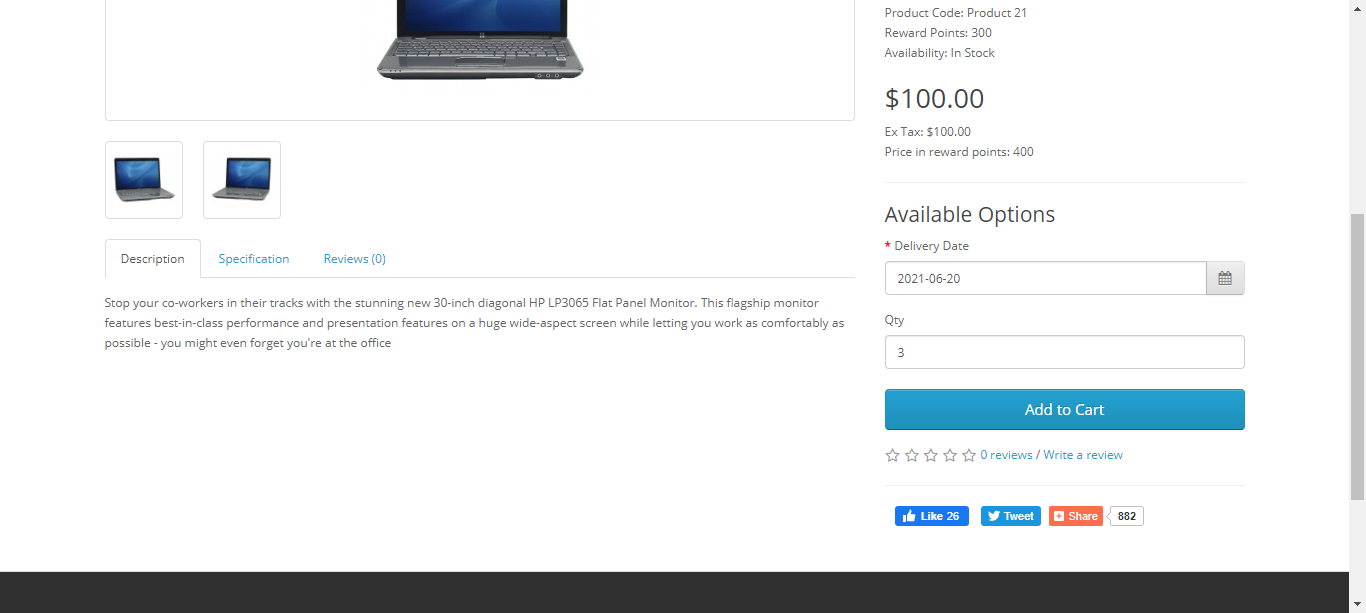 Product Code: Product 21
Reward Points: 300
Availability: In Stock
$100.00
Ex Tax: $100.00
Price in reward points: 400
Description
Specification
Reviews (0)
Stop your co-workers in their tracks with the stunning new 30-inch diagonal HP LP3065 Flat Panel Monitor. This flagship monitor
features best-in-class performance and presentation features on a huge wide-aspect screen while letting you work as comfortably as
possible - you might even forget you're at the office
Available Options
* Delivery Date
2021-06-20
Qty
3
Add to Cart
0 reviews / Write a review
Like 26
Tweet
Share
882